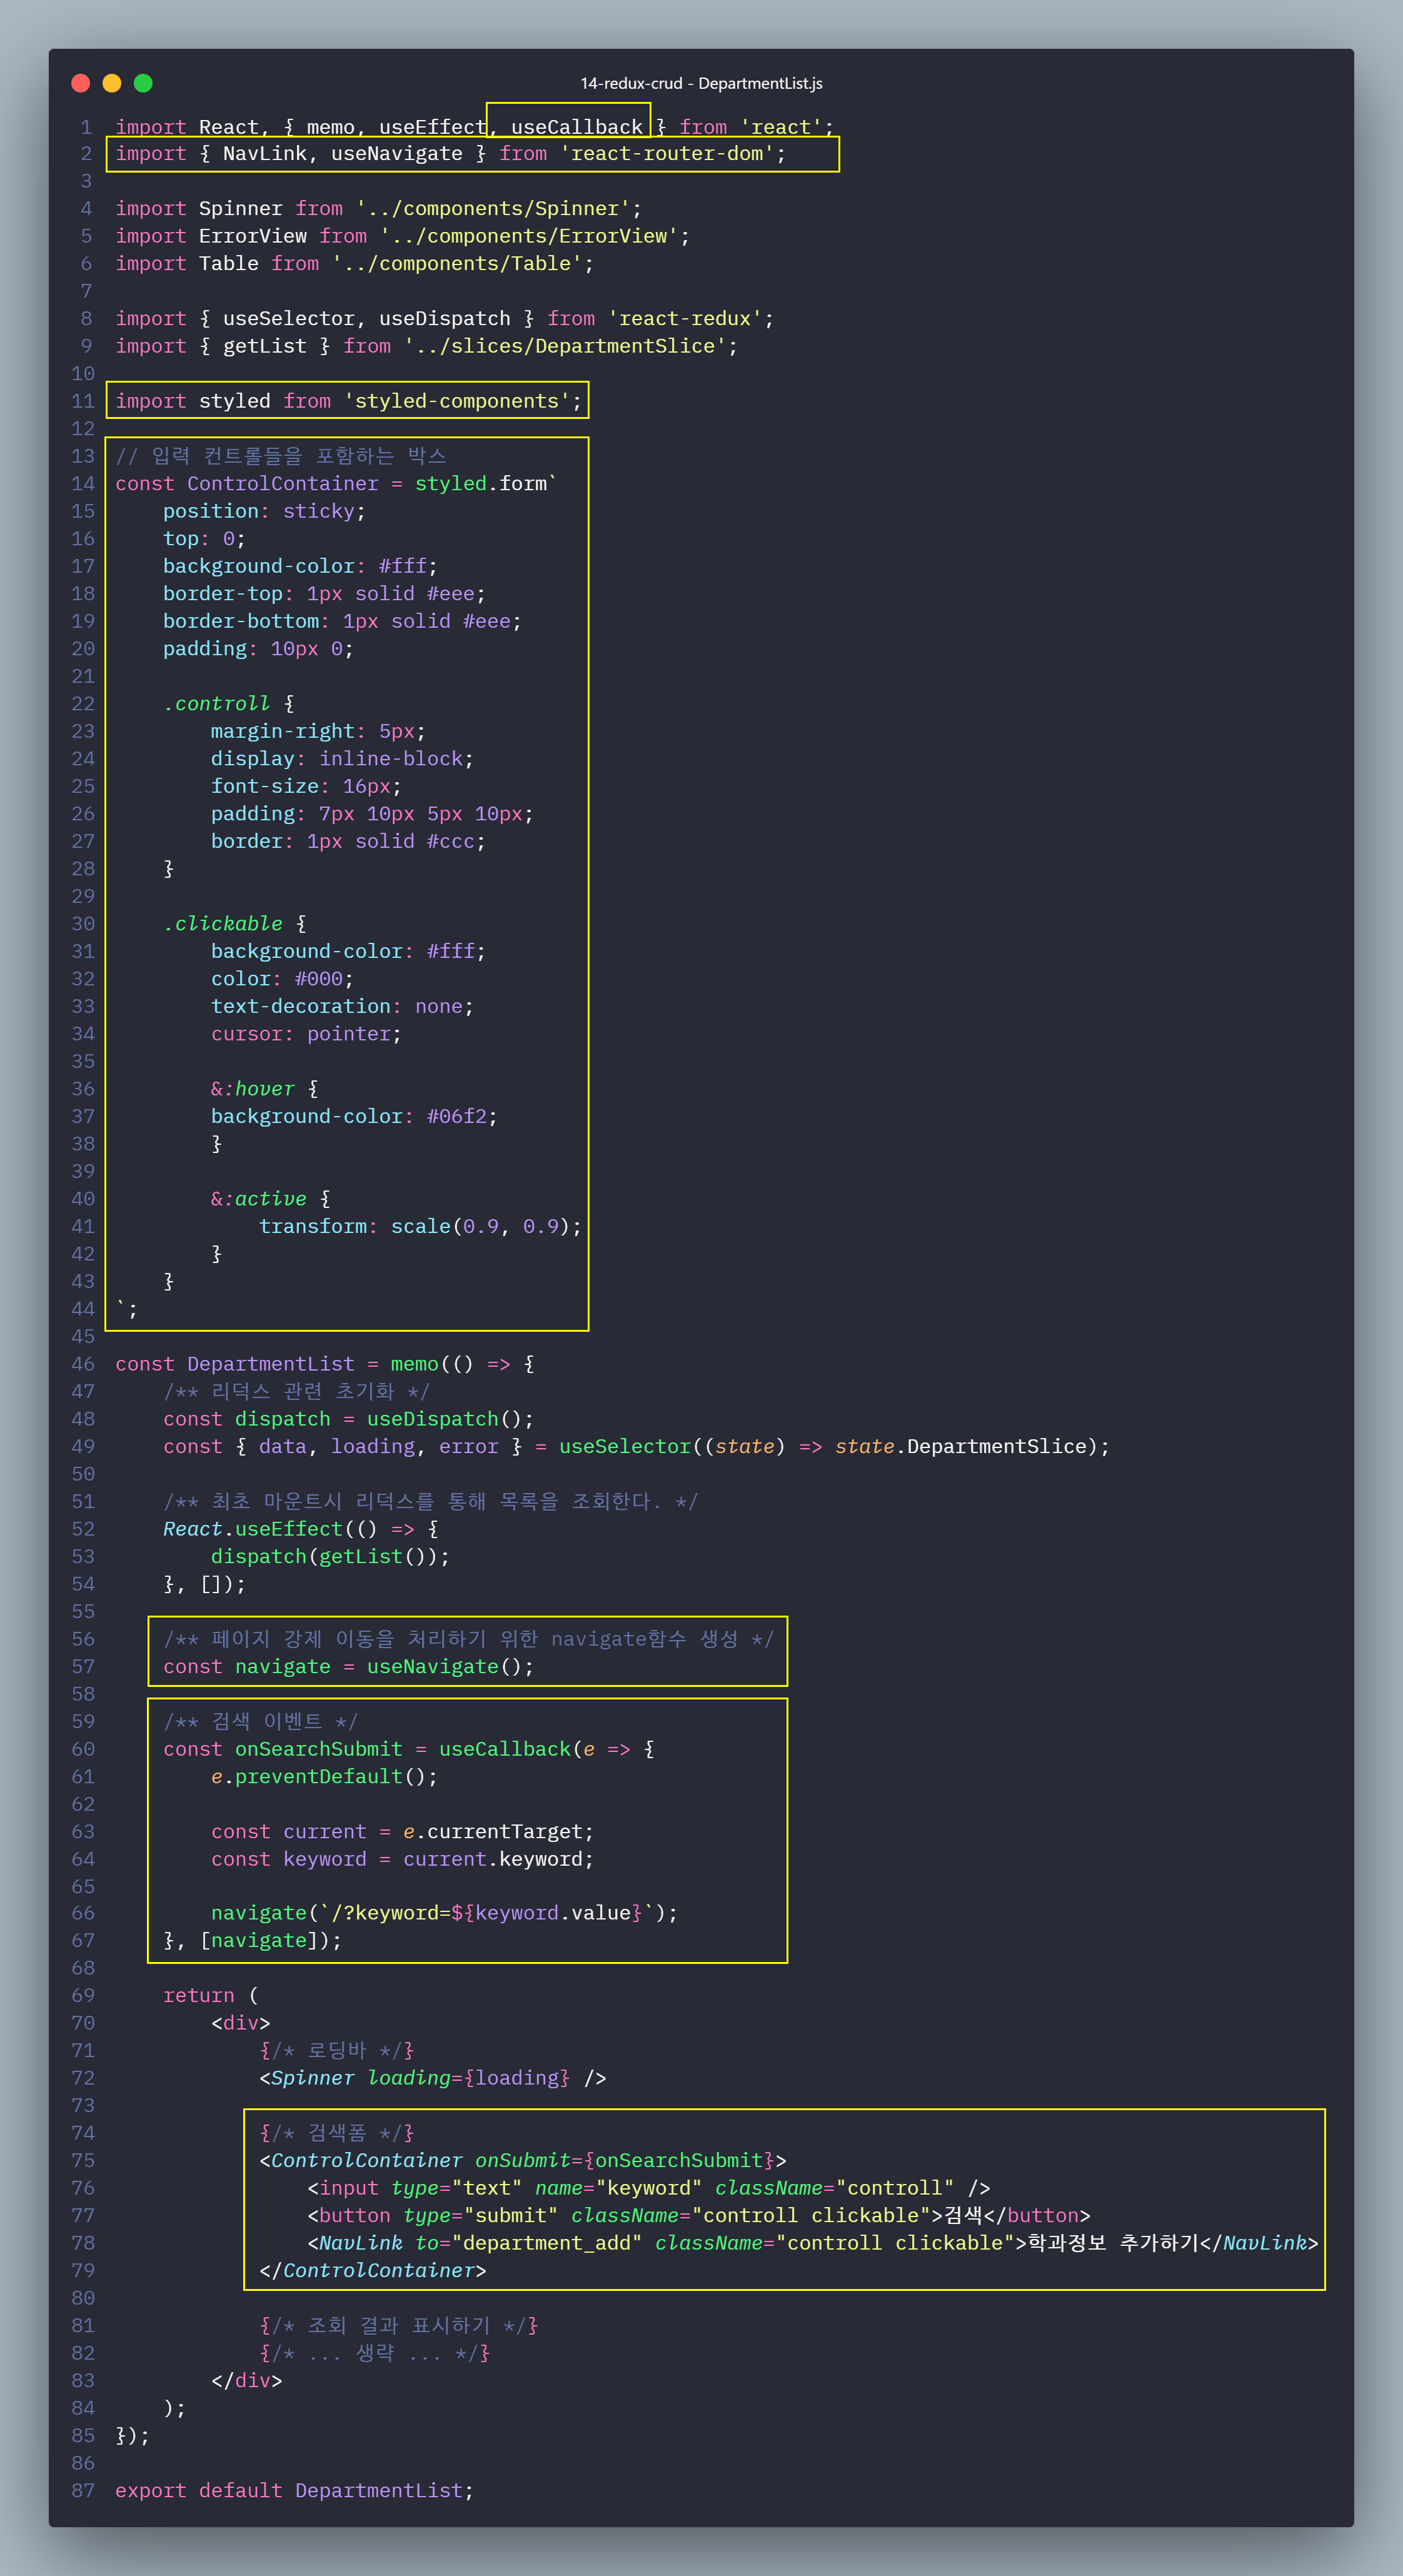 14-redux-crud - DepartmentList.js
1 import React, { memo, useEffect, useCallback } from 'react';
2 import { NavLink, useNavigate } from 'react-router-dom';
3
4 import Spinner from '../components/Spinner';
5 import ErrorView from '../components/ErrorView';
6 import Table from '../components/Table';
7
8 import { useSelector, useDispatch } from 'react-redux';
9 import { getList } from '../slices/DepartmentSlice';
10
11 import styled from 'styled-components';
12
13 // 입력 컨트롤들을 포함하는 박스
14 const ControlContainer = styled.form`
15     position: sticky;
16     top: 0;
17     background-color: #fff;
18     border-top: 1px solid #eee;
19     border-bottom: 1px solid #eee;
20     padding: 10px 0;
21
22     .controll {
23         margin-right: 5px;
24         display: inline-block;
25         font-size: 16px;
26         padding: 7px 10px 5px 10px;
27         border: 1px solid #ccc;
28     }
29
30     .clickable {
31         background-color: #fff;
32         color: #000;
33         text-decoration: none;
34         cursor: pointer;
35
36         &:hover {
37         background-color: #06f2;
38         }
39
40         &:active {
41             transform: scale(0.9, 0.9);
42         }
43     }
44 `;
45
46 const DepartmentList = memo(() => {
47     /** 리덕스 관련 초기화 */
48     const dispatch = useDispatch();
49     const { data, loading, error } = useSelector((state) => state.DepartmentSlice);
50
51     /** 최초 마운트시 리덕스를 통해 목록을 조회한다. */
52     React.useEffect(() => {
53         dispatch(getList());
54     }, []);
55
56     /** 페이지 강제 이동을 처리하기 위한 navigate함수 생성 */
57     const navigate = useNavigate();
58
59     /** 검색 이벤트 */
60     const onSearchSubmit = useCallback(e => {
61         e.preventDefault();
62
63         const current = e.currentTarget;
64         const keyword = current.keyword;
65
66         navigate(`/?keyword=${keyword.value}`);
67     }, [navigate]);
68
69     return (
70         <div>
71             {/* 로딩바 */}
72             <Spinner loading={loading} />
73
74             {/* 검색폼 */}
75             <ControlContainer onSubmit={onSearchSubmit}>
76                 <input type="text" name="keyword" className="controll" />
77                 <button type="submit" className="controll clickable">검색</button>
78                 <NavLink to="department_add" className="controll clickable">학과정보 추가하기</NavLink>
79             </ControlContainer>
80
81             {/* 조회 결과 표시하기 */}
82             {/* ... 생략 ... */}
83         </div>
84     );
85 });
86
87 export default DepartmentList;